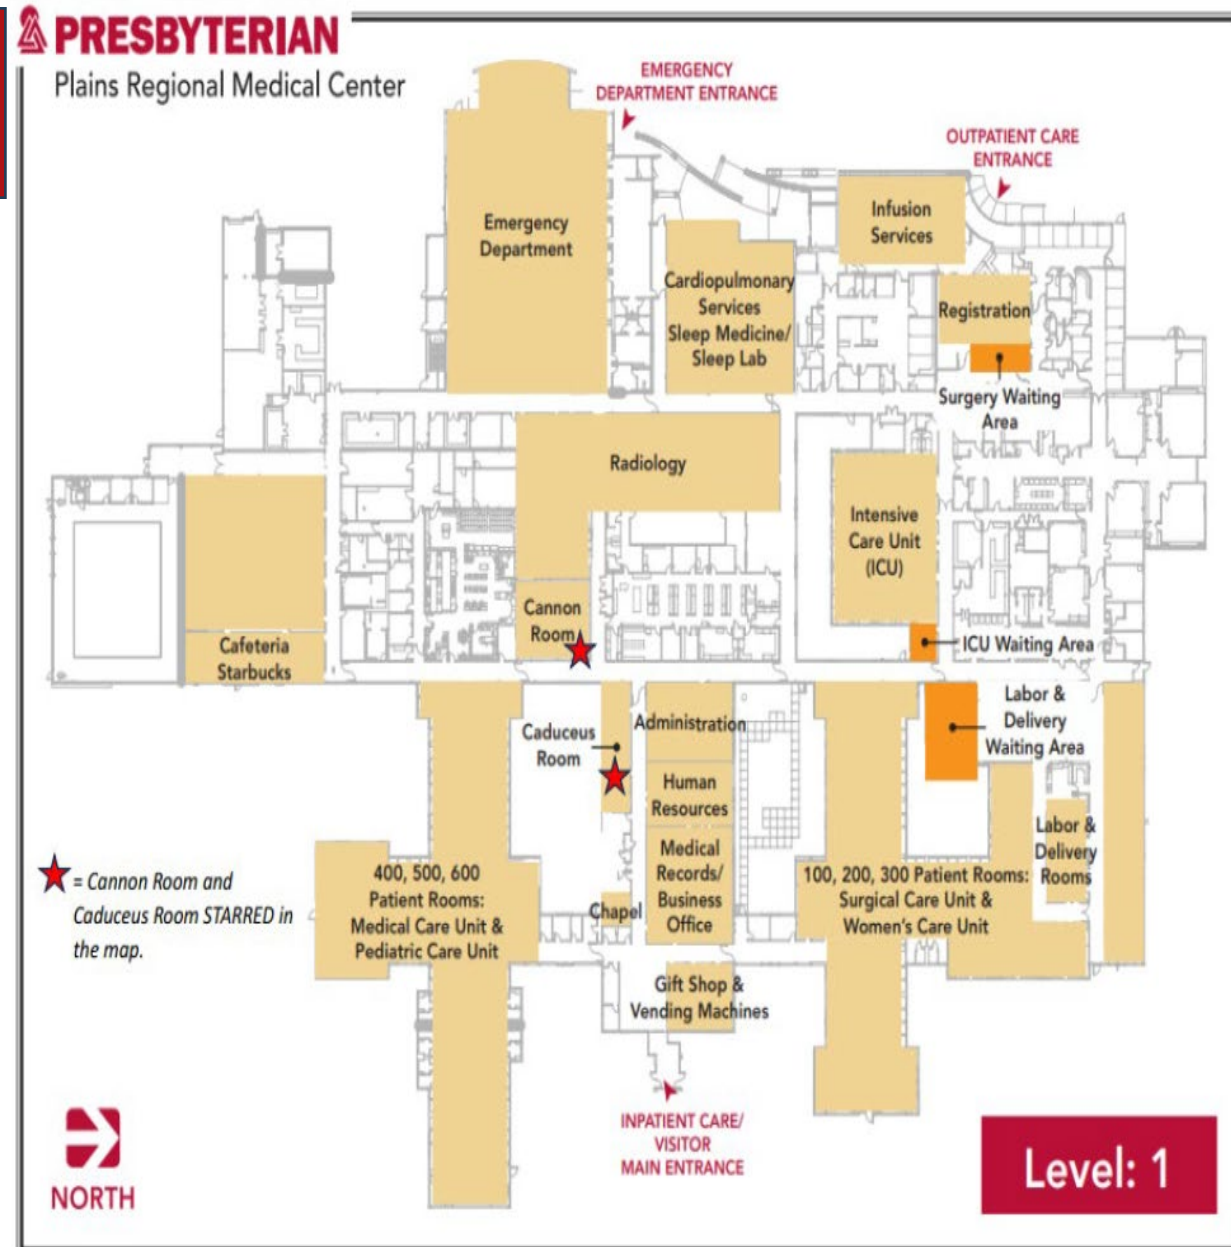 PRESBYTERIAN
Plains Regional Medical Center
EMERGENCY
DEPARTMENT ENTRANCE
OUTPATIENT CARE
ENTRANCE
Emergency
Department
Infusion
Services
Cardiopulmonary
Services
Sleep Medicine/
Sleep Lab
Registration
Surgery Waiting
Area
Radiology
Intensive
Care Unit
(ICU)
Cannon
Room
Cafeteria
Starbucks
ICU Waiting Area
Caduceus
Room
Administration
Labor &
Delivery
Waiting Area
Human
Resources
Medical
Records/
Business
Office
Labor &
Delivery
Rooms
= Cannon Room and
Caduceus Room STARRED in
the map.
400, 500, 600
Patient Rooms:
Medical Care Unit &
Pediatric Care Unit
Chapel
100, 200, 300 Patient Rooms:
Surgical Care Unit &
Women's Care Unit
Gift Shop &
Vending Machines
INPATIENT CARE/
VISITOR
MAIN ENTRANCE
NORTH
Level: 1